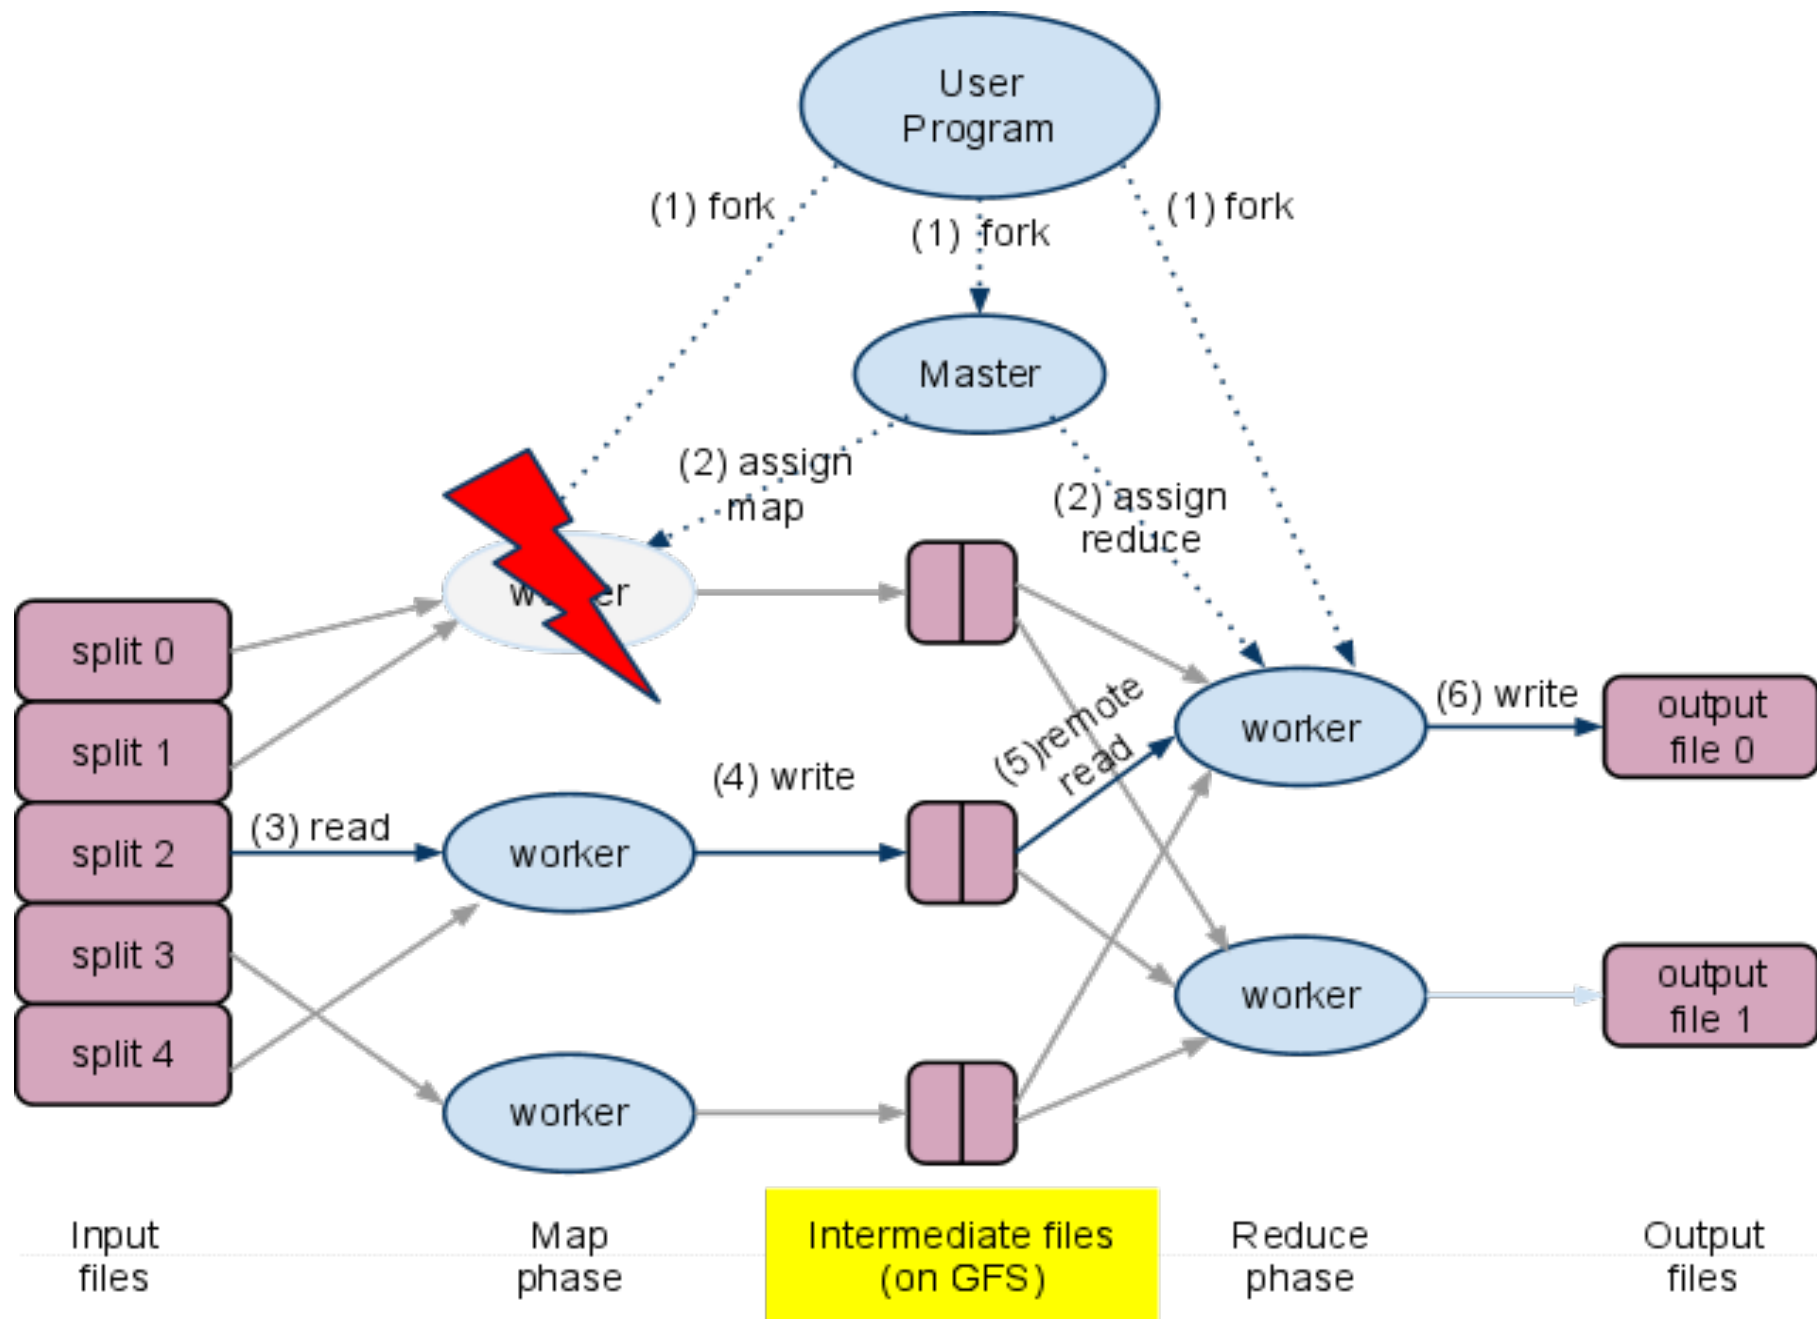 User
Program
(1) fork
(1) fork
(1) fork
Master
(2) assign
map
(2) assign
reduce
split 0
split 1
split 2
split 3
split 4
(3) read
worker
worker
(4) write
(5)remote
read
worker
worker
(6) write
output
file 0
output
file 1
Input
files
Map
phase
Intermediate files
(on GFS)
Reduce
phase
Output
files